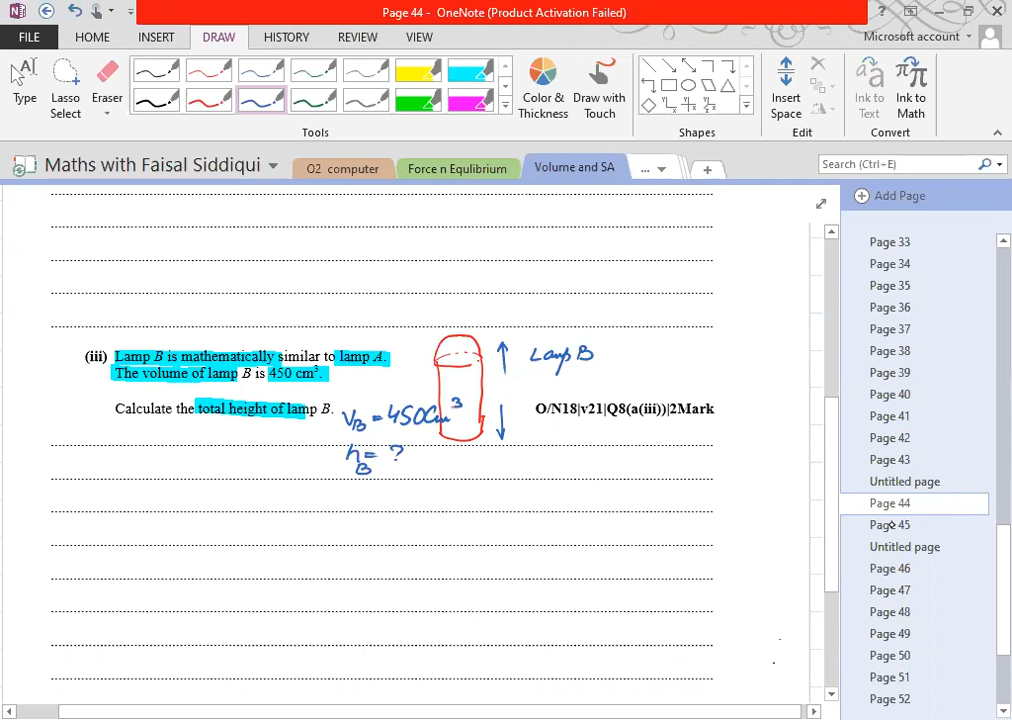 Page 44 - OneNote (Product Activation Failed)
FILE HOME INSERT DRAW HISTORY REVIEW VIEW Microsoft account
Type Lasso Select Eraser Color & Thickness Draw with Touch Insert Space Ink to Text Ink to Math
Tools Shapes Edit Convert
Maths with Faisal Siddiqui O2 computer Force n Equlibrium Volume and SA ... Search (Ctrl+E)
Add Page
Page 33
Page 34
Page 35
Page 36
Page 37
Page 38
Page 39
Page 40
Page 41
Page 42
Page 43
Untitled page
Page 44
Page 45
Untitled page
Page 46
Page 47
Page 48
Page 49
Page 50
Page 51
Page 52
(iii) Lamp B is mathematically similar to lamp A.
The volume of lamp B is 450 cm³.
Lamp B
Calculate the total height of lamp B.
O/N18|v21|Q8(a(iii))|2Mark
V_B = 450cm³
h_B = ?